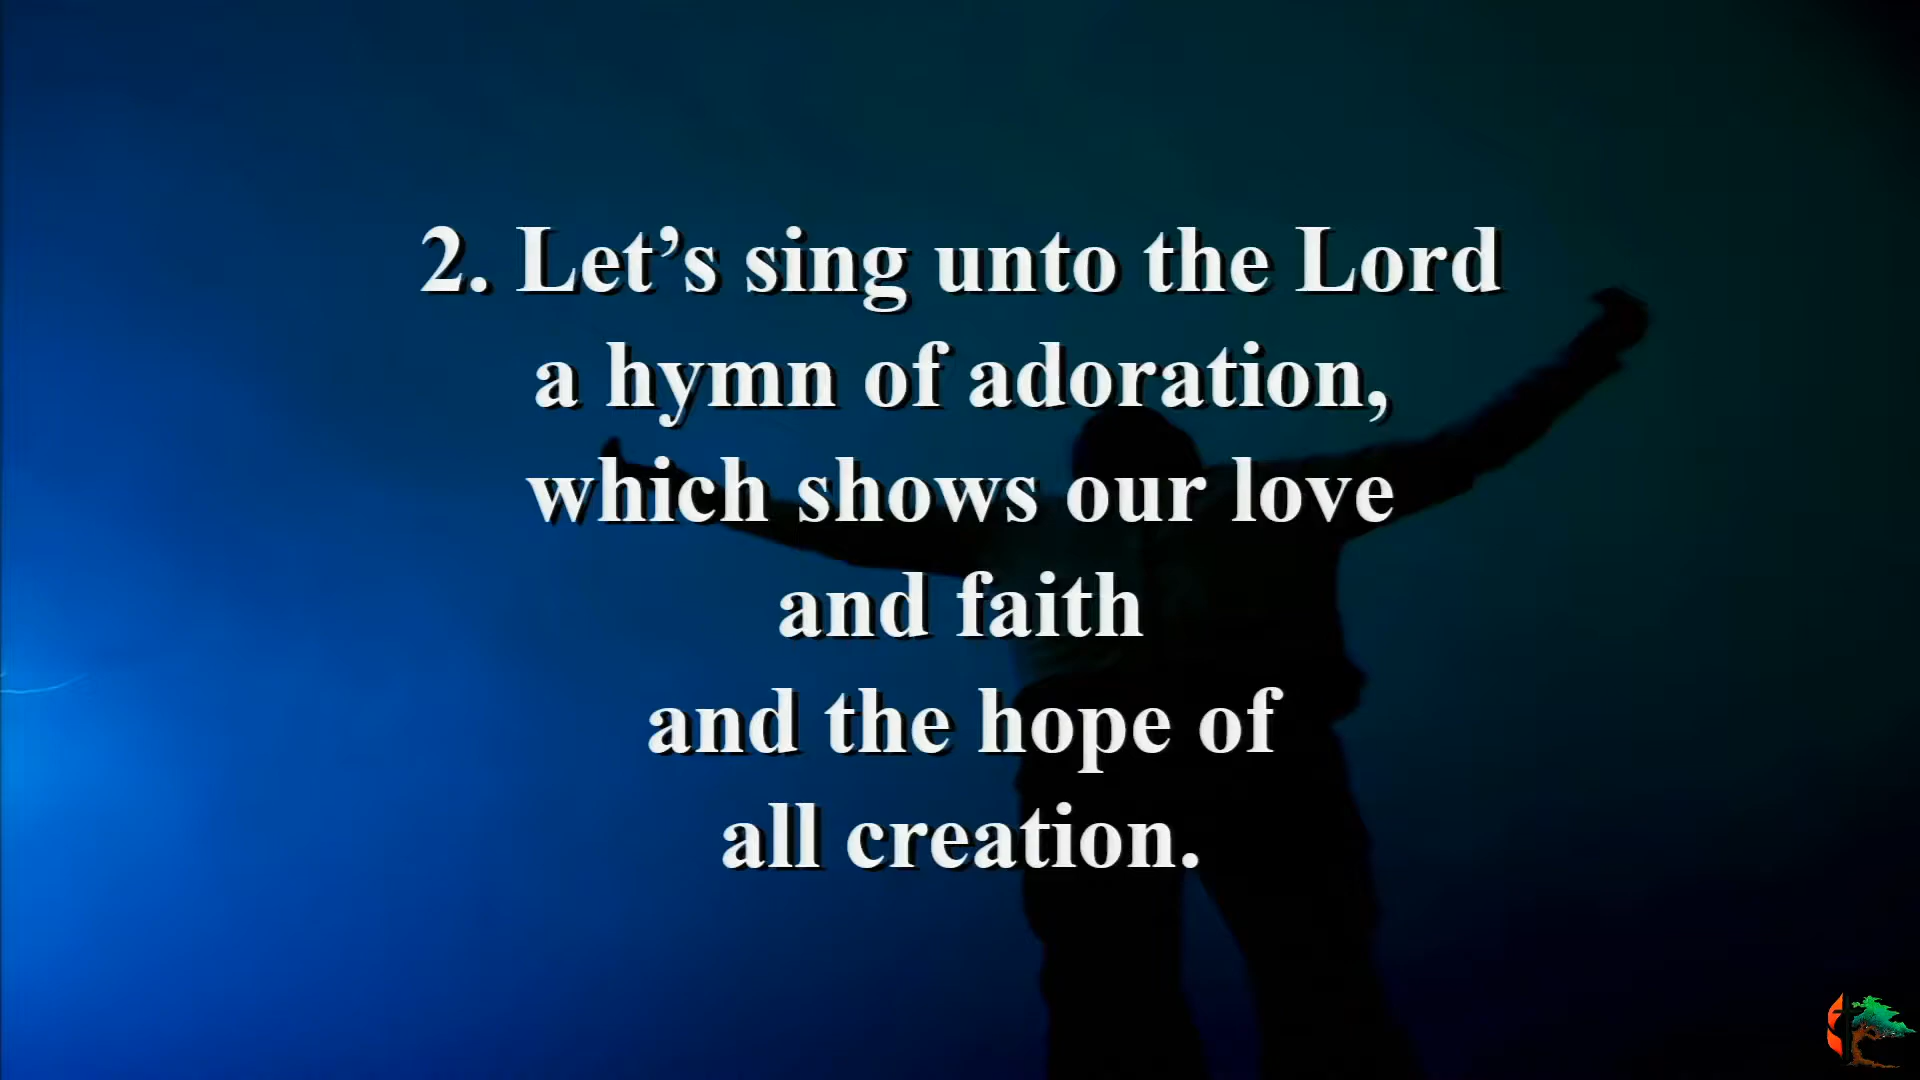 2. Let’s sing unto the Lord
a hymn of adoration,
which shows our love
and faith
and the hope of
all creation.